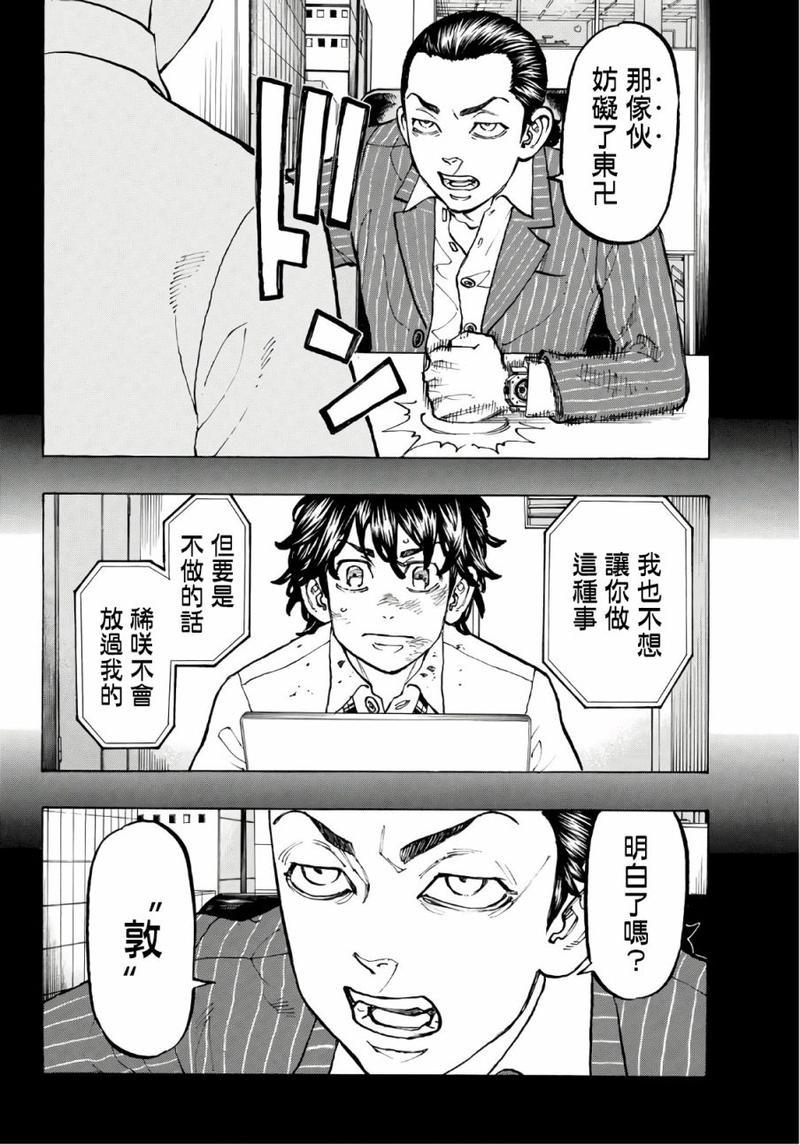 那傢伙
妨礙了東卍
ドン
我也不想
讓你做
這種事
但要是
不做的話
稀咲不會
放過我的
明白了嗎？
"敦"